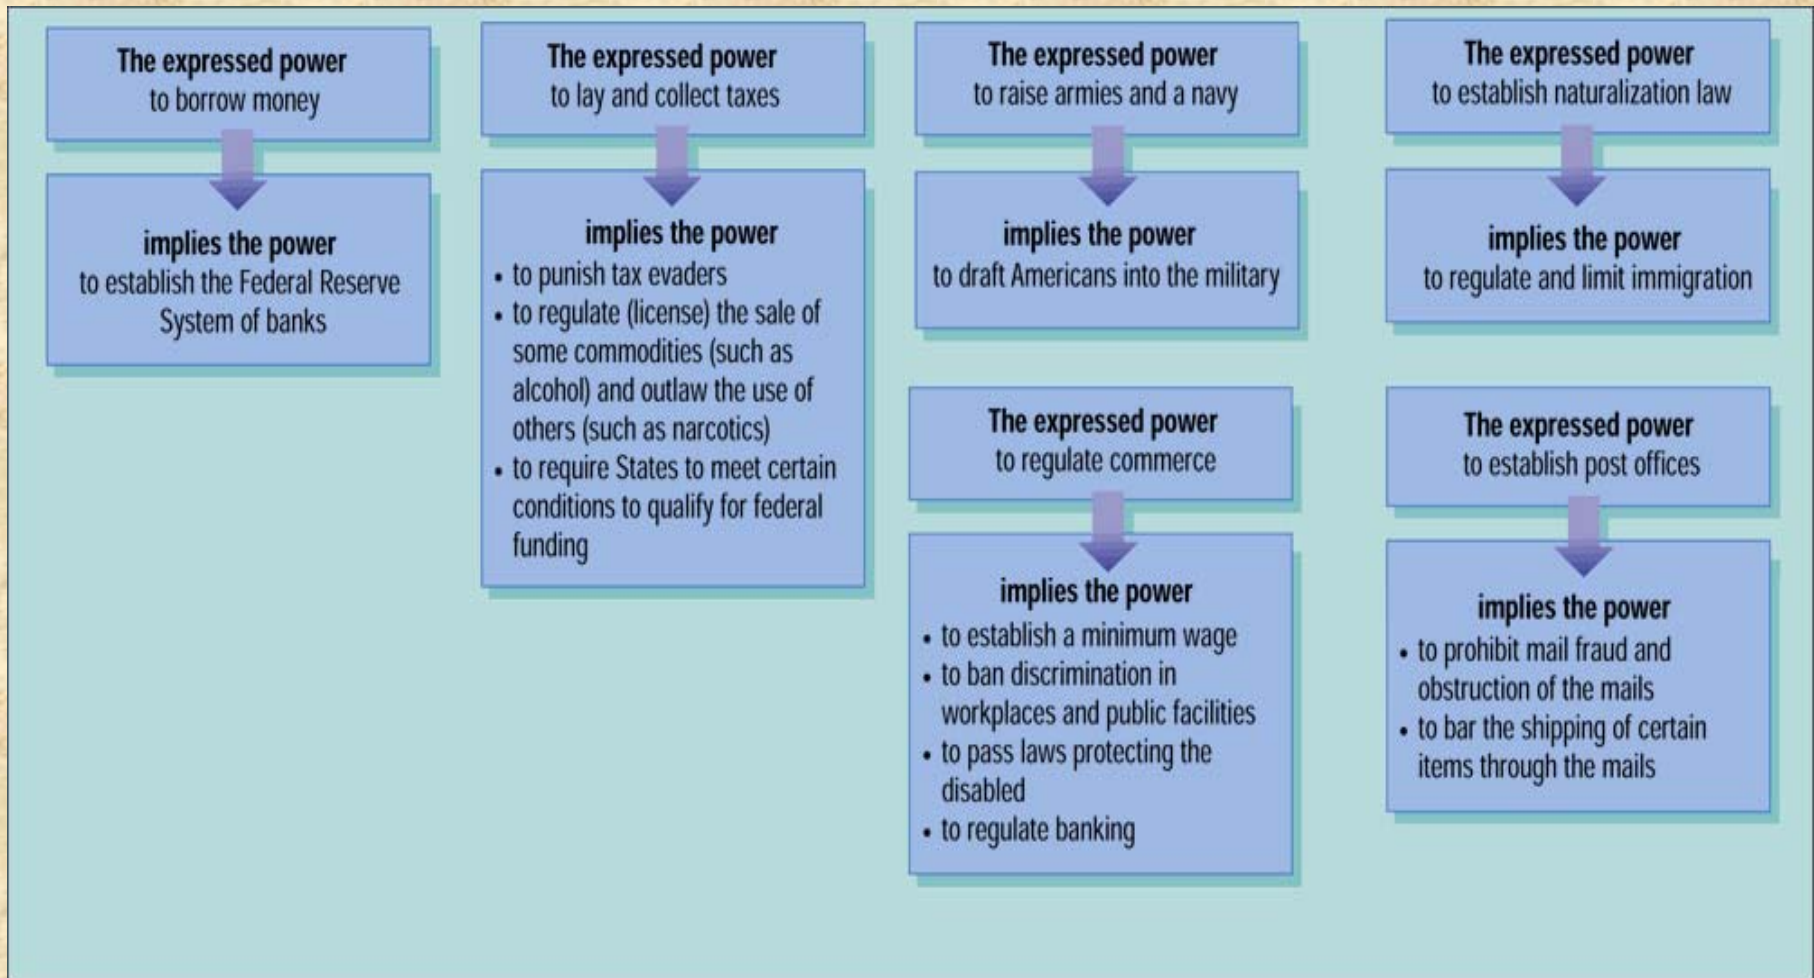 The expressed power
to borrow money
implies the power
to establish the Federal Reserve
System of banks
The expressed power
to lay and collect taxes
implies the power
• to punish tax evaders
• to regulate (license) the sale of
some commodities (such as
alcohol) and outlaw the use of
others (such as narcotics)
• to require States to meet certain
conditions to qualify for federal
funding
The expressed power
to raise armies and a navy
implies the power
to draft Americans into the military
The expressed power
to regulate commerce
implies the power
• to establish a minimum wage
• to ban discrimination in
workplaces and public facilities
• to pass laws protecting the
disabled
• to regulate banking
The expressed power
to establish naturalization law
implies the power
to regulate and limit immigration
The expressed power
to establish post offices
implies the power
• to prohibit mail fraud and
obstruction of the mails
• to bar the shipping of certain
items through the mails